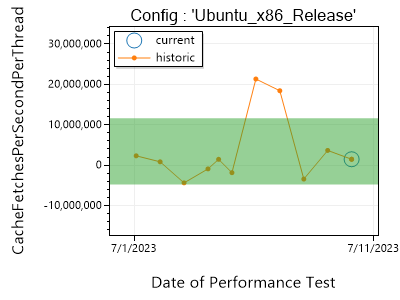 Config : 'Ubuntu_x86_Release'
CacheFetchesPerSecondPerThread
current
historic
30,000,000
20,000,000
10,000,000
0
-10,000,000
7/1/2023
7/11/2023
Date of Performance Test